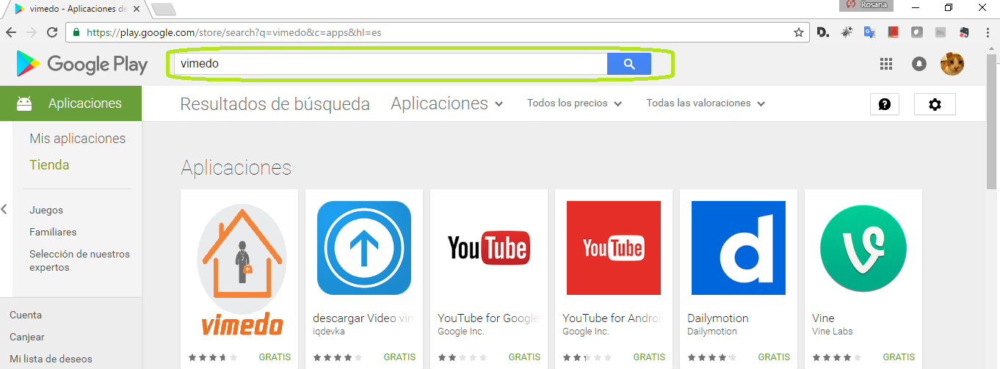 vimedo - Aplicaciones de
Rosana
https://play.google.com/store/search?q=vimedo&c=apps&hl=es
D.
Google Play
vimedo
Aplicaciones
Resultados de búsqueda
Aplicaciones
Todos los precios
Todas las valoraciones
Mis aplicaciones
Tienda
Juegos
Familiares
Selección de nuestros
expertos
Cuenta
Canjear
Mi lista de deseos
Aplicaciones
vimedo
GRATIS
descargar Video vim
iqdevka
GRATIS
YouTube
YouTube for Google
Google Inc.
GRATIS
YouTube
YouTube for Android
Google Inc.
GRATIS
d
Dailymotion
Dailymotion
GRATIS
Vine
Vine Labs
GRATIS